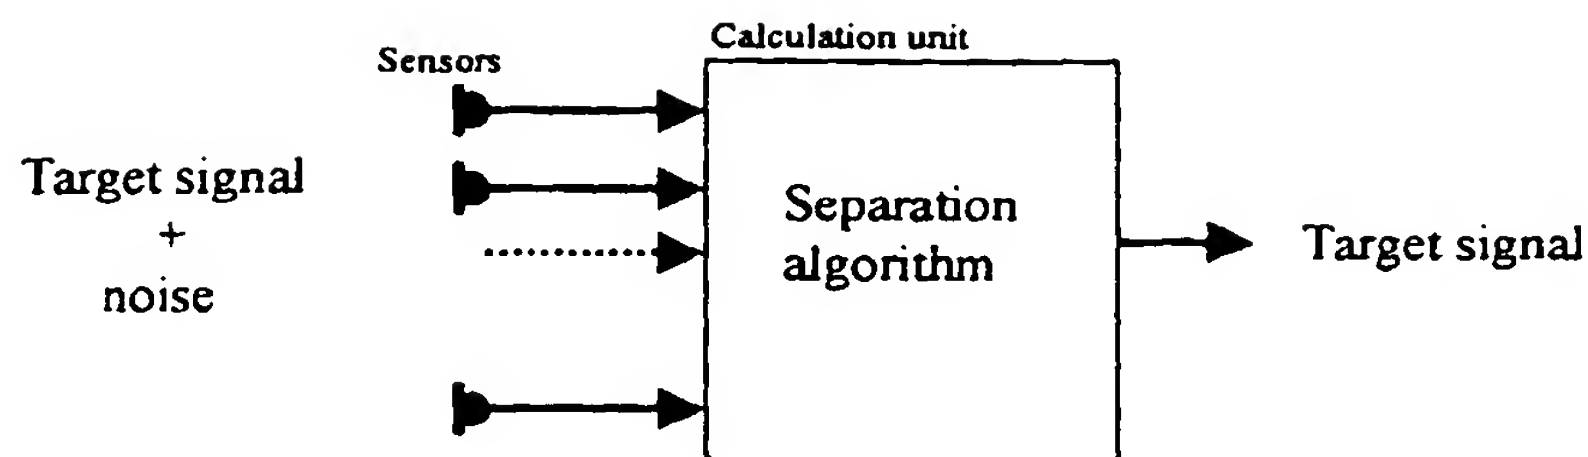 Calculation unit
Sensors
Target signal
+
noise
Separation
algorithm
Target signal